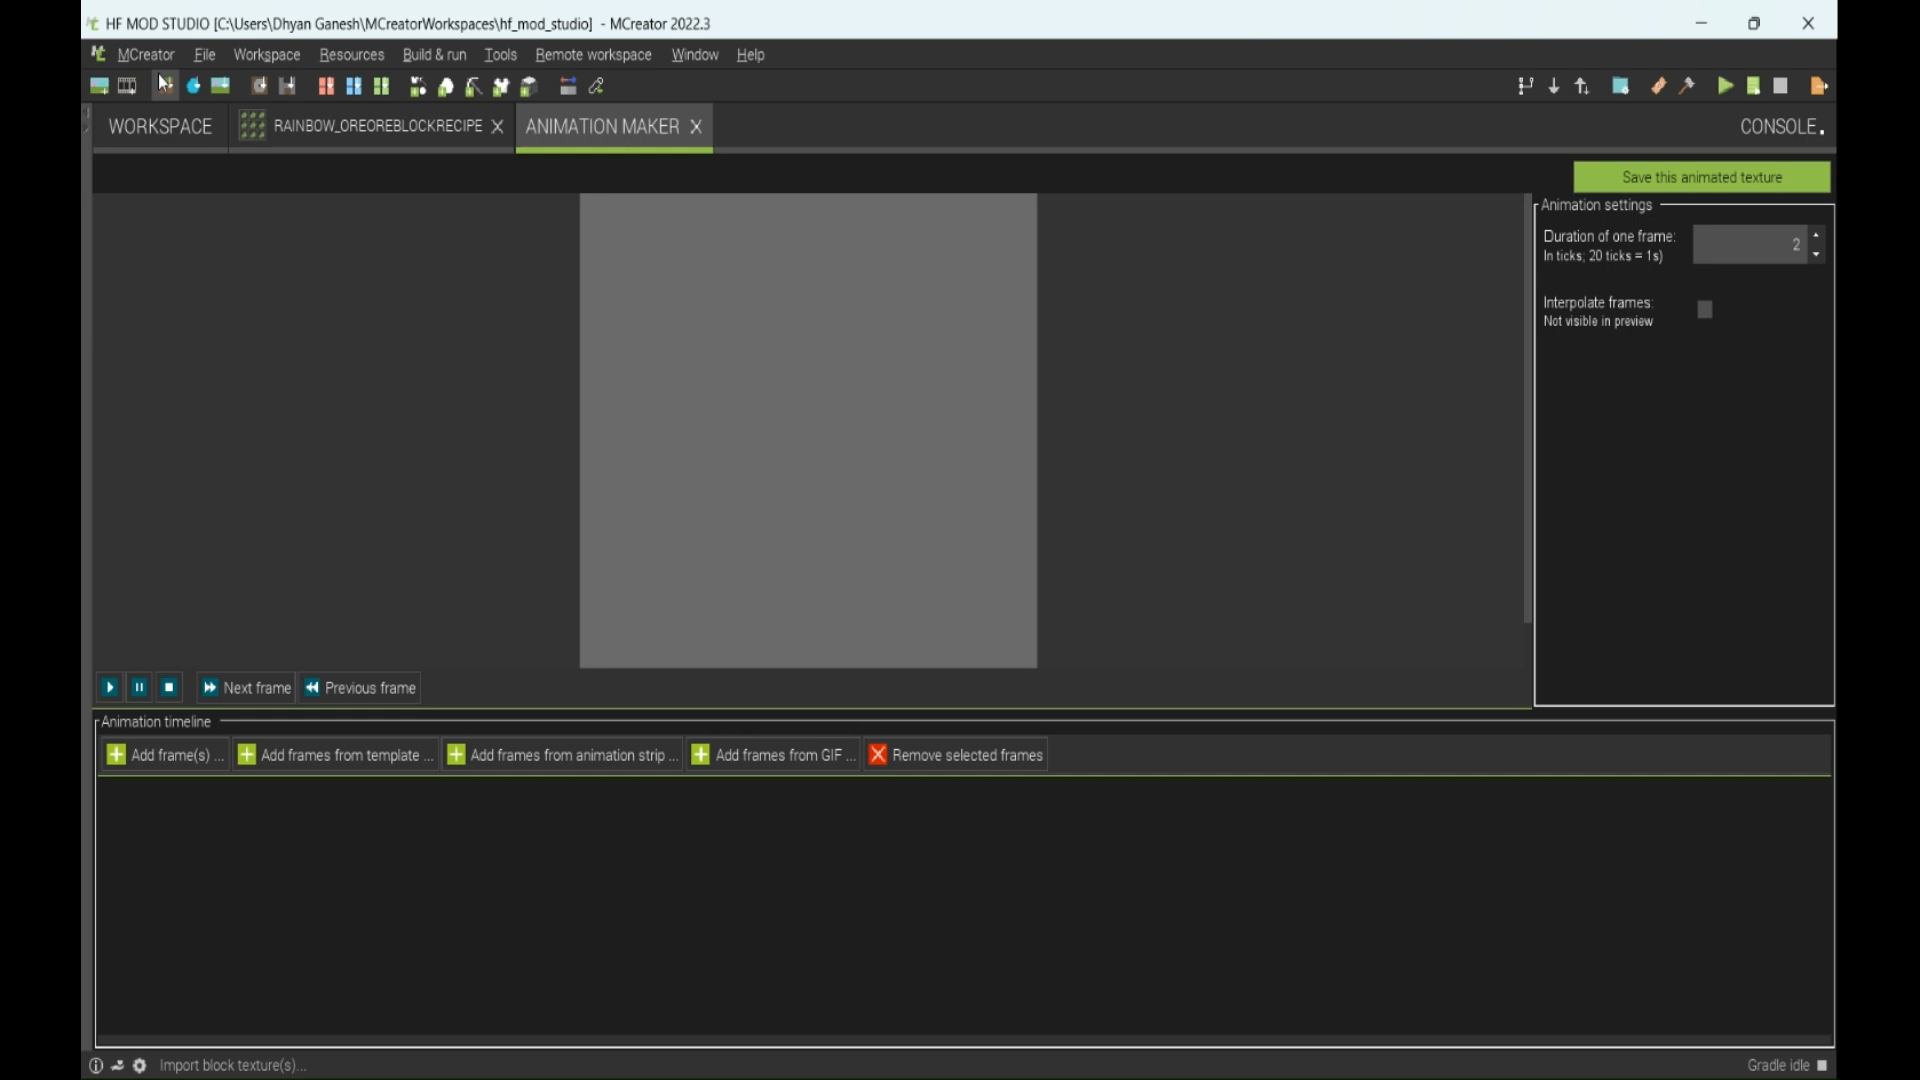 HF MOD STUDIO [C:\Users\Dhyan Ganesh\MCreatorWorkspaces\hf_mod_studio] - MCreator 2022.3
MCreator File Workspace Resources Build & run Tools Remote workspace Window Help
WORKSPACE RAINBOW_OREOREBLOCKRECIPE ANIMATION MAKER CONSOLE
Save this animated texture
Animation settings
Duration of one frame: 2
In ticks; 20 ticks = 1s)
Interpolate frames:
Not visible in preview
Next frame Previous frame
Animation timeline
Add frame(s) ... Add frames from template ... Add frames from animation strip ... Add frames from GIF ... Remove selected frames
Import block texture(s)... Gradle idle